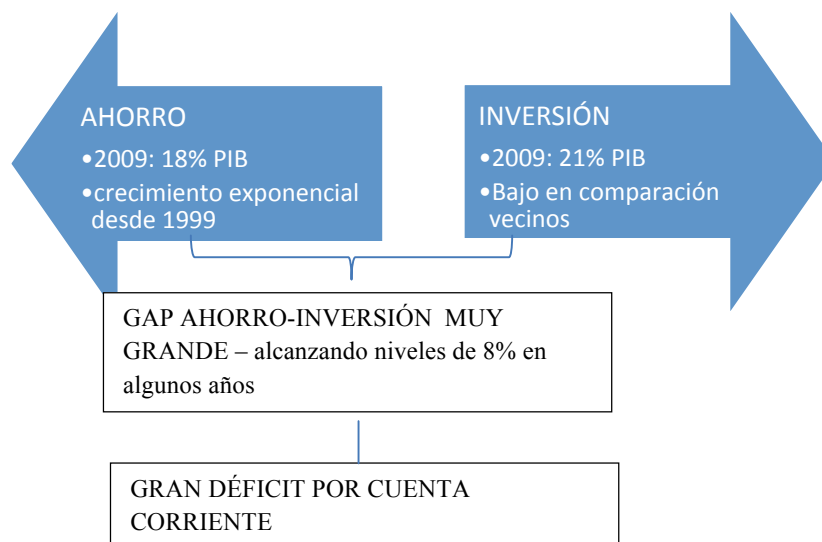 AHORRO
•2009: 18% PIB
•crecimiento exponencial
desde 1999
INVERSIÓN
•2009: 21% PIB
•Bajo en comparación
vecinos
GAP AHORRO-INVERSIÓN MUY
GRANDE – alcanzando niveles de 8% en
algunos años
GRAN DÉFICIT POR CUENTA
CORRIENTE